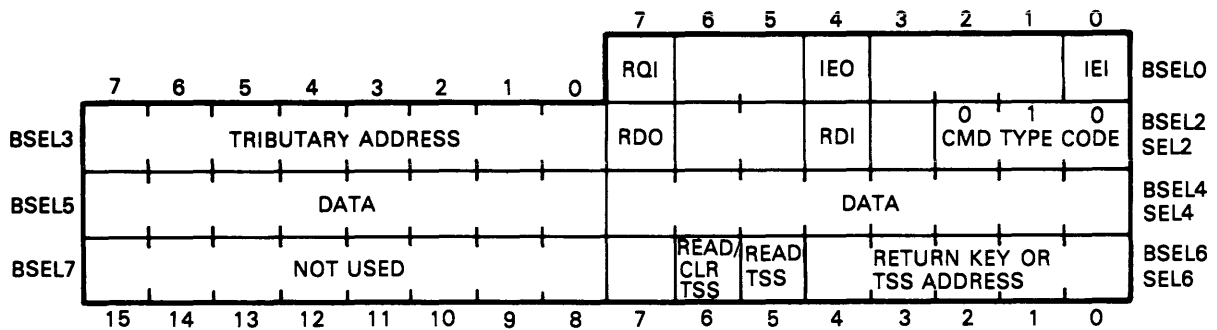 7 6 5 4 3 2 1 0
RQI IEO IEI BSEL0
7 6 5 4 3 2 1 0
BSEL3 TRIBUTARY ADDRESS RDO RDI 0 1 0 BSEL2
CMD TYPE CODE SEL2
BSEL5 DATA DATA BSEL4
SEL4
BSEL7 NOT USED READ/ READ RETURN KEY OR BSEL6
CLR TSS TSS ADDRESS SEL6
TSS
15 14 13 12 11 10 9 8 7 6 5 4 3 2 1 0